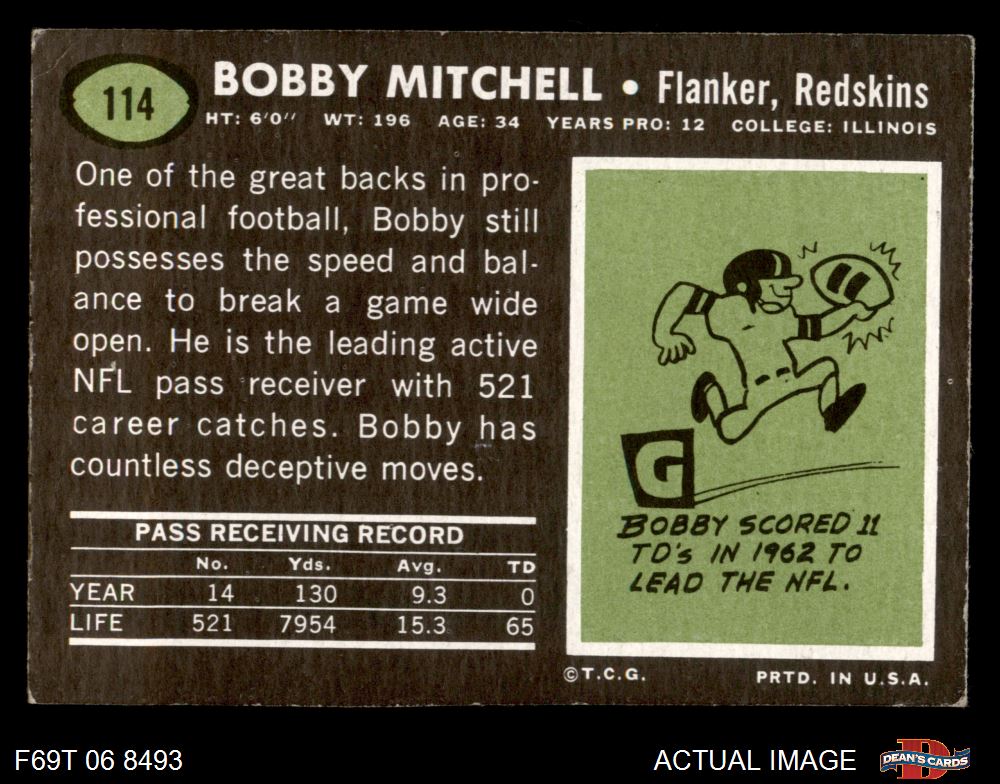 114
BOBBY MITCHELL • Flanker, Redskins
HT: 6'0" WT: 196 AGE: 34 YEARS PRO: 12 COLLEGE: ILLINOIS
One of the great backs in pro-
fessional football, Bobby still
possesses the speed and bal-
ance to break a game wide
open. He is the leading active
NFL pass receiver with 521
career catches. Bobby has
countless deceptive moves.
PASS RECEIVING RECORD
No. Yds. Avg. TD
YEAR 14 130 9.3 0
LIFE 521 7954 15.3 65
G
BOBBY SCORED 11
TD's IN 1962 TO
LEAD THE NFL.
©T.C.G. PRTD. IN U.S.A.
F69T 06 8493 ACTUAL IMAGE
D
DEAN'S CARDS